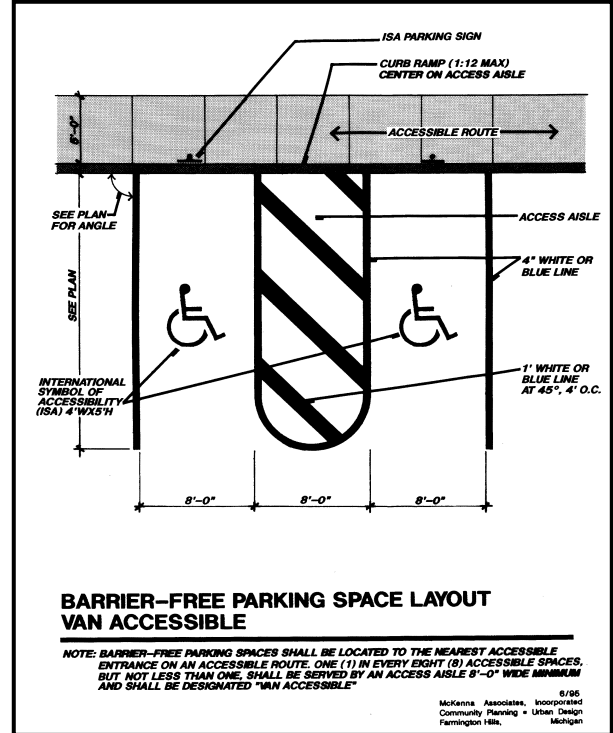 ISA PARKING SIGN
CURB RAMP (1:12 MAX)
CENTER ON ACCESS AISLE
6'-0"
ACCESSIBLE ROUTE
SEE PLAN
FOR ANGLE
ACCESS AISLE
4" WHITE OR
BLUE LINE
SEE PLAN
INTERNATIONAL
SYMBOL OF
ACCESSIBILITY
(ISA) 4'WX5'H
1' WHITE OR
BLUE LINE
AT 45°, 4' O.C.
8'-0"
8'-0"
8'-0"
BARRIER-FREE PARKING SPACE LAYOUT
VAN ACCESSIBLE
NOTE: BARRIER-FREE PARKING SPACES SHALL BE LOCATED TO THE NEAREST ACCESSIBLE
ENTRANCE ON AN ACCESSIBLE ROUTE. ONE (1) IN EVERY EIGHT (8) ACCESSIBLE SPACES,
BUT NOT LESS THAN ONE, SHALL BE SERVED BY AN ACCESS AISLE 8'-0" WIDE MINIMUM
AND SHALL BE DESIGNATED "VAN ACCESSIBLE"
6/95
McKenna Associates, Incorporated
Community Planning • Urban Design
Farmington Hills, Michigan